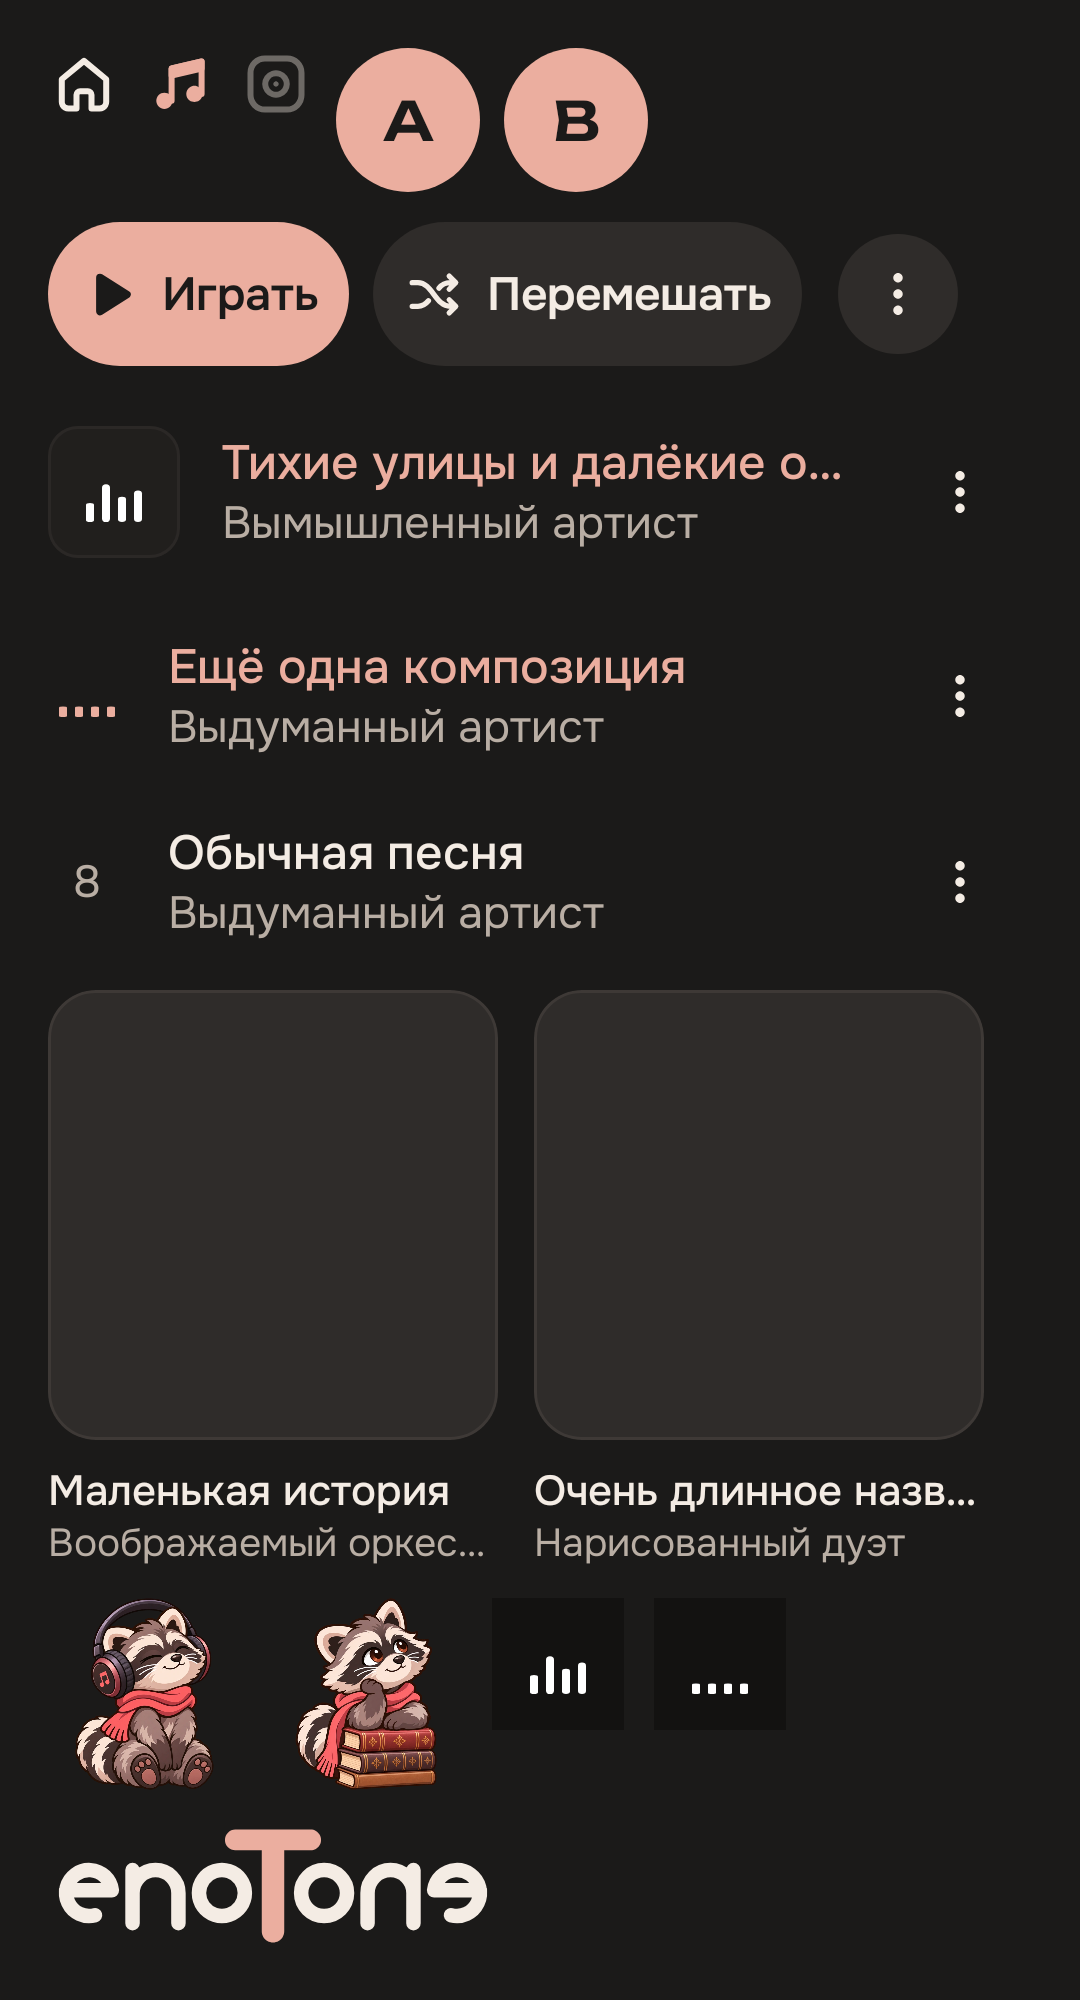 A B
Играть Перемешать
Тихие улицы и далёкие о...
Вымышленный артист
Ещё одна композиция
Выдуманный артист
8 Обычная песня
Выдуманный артист
Маленькая история
Воображаемый оркес...
Очень длинное назв...
Нарисованный дуэт
enoTone